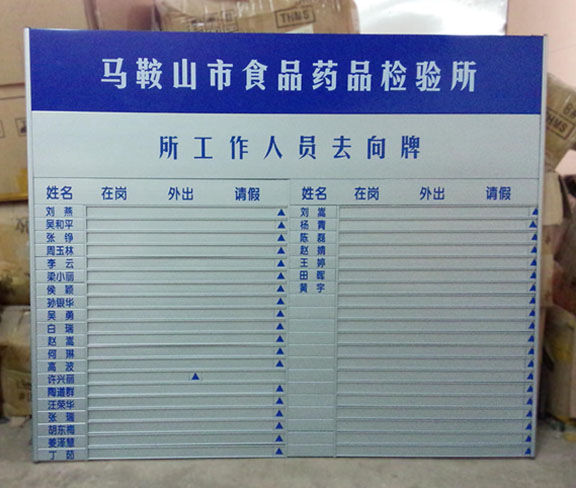 马鞍山市食品药品检验所
所工作人员去向牌
姓名 在岗 外出 请假
刘燕
吴和平
张铮
周玉林
李云
梁小丽
侯颖
孙银华
吴勇
白瑞
赵嵩
何琳
高波
许兴丽
陶道群
汪荣华
张瑞
胡东梅
姜泽慧
丁茹
姓名 在岗 外出 请假
刘嵩
杨青
陈磊
赵婧
王婷
田晖
黄宇
THMS
THMS